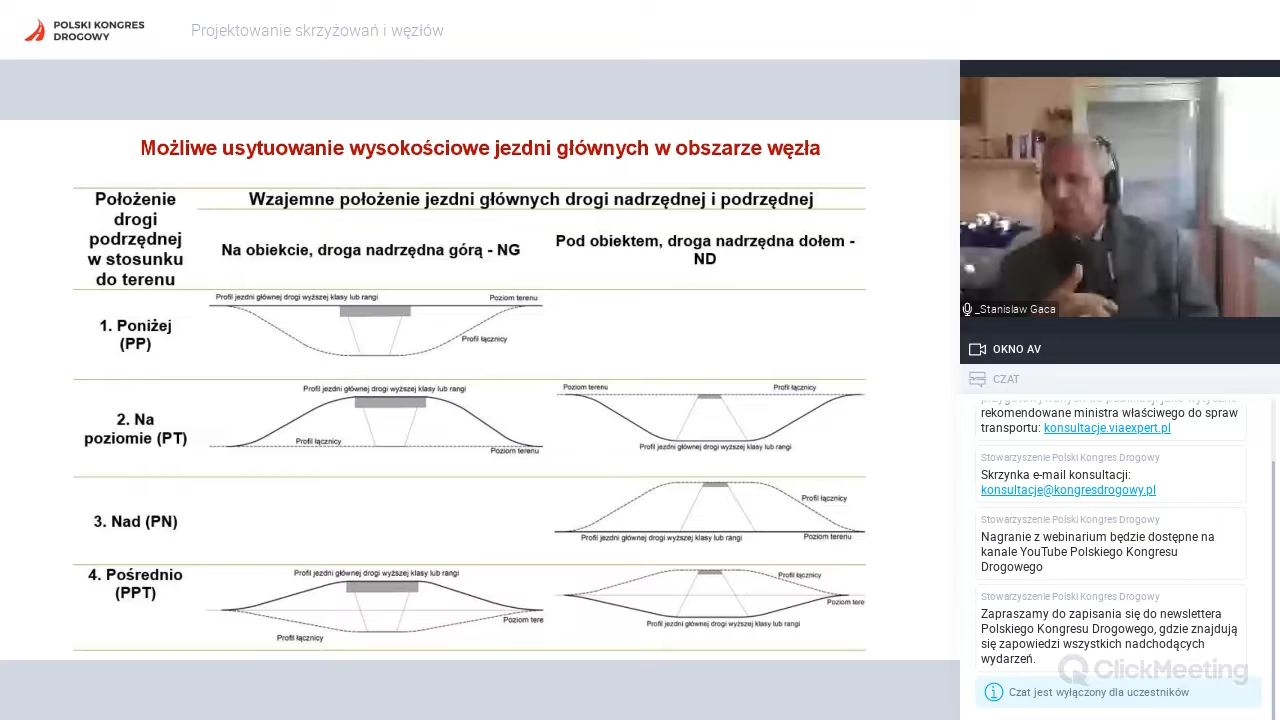 POLSKI KONGRES
DROGOWY
Projektowanie skrzyżowań i węzłów
Możliwe usytuowanie wysokościowe jezdni głównych w obszarze węzła
Położenie
drogi
podrzędnej
w stosunku
do terenu
Wzajemne położenie jezdni głównych drogi nadrzędnej i podrzędnej
Na obiekcie, droga nadrzędna górą - NG
Pod obiektem, droga nadrzędna dołem -
ND
1. Poniżej
(PP)
Profil jezdni głównej drogi wyższej klasy lub rangi
Poziom terenu
Profil łącznicy
2. Na
poziomie (PT)
Profil jezdni głównej drogi wyższej klasy lub rangi
Profil łącznicy
Poziom terenu
Poziom terenu
Profil łącznicy
Profil jezdni głównej drogi wyższej klasy lub rangi
3. Nad (PN)
Profil łącznicy
Profil jezdni głównej drogi wyższej klasy lub rangi
Poziom terenu
4. Pośrednio
(PPT)
Profil jezdni głównej drogi wyższej klasy lub rangi
Poziom tere
Profil łącznicy
Profil łącznicy
Poziom tere
Profil jezdni głównej drogi wyższej klasy lub rangi
_Stanislaw Gaca
OKNO AV
CZAT
rekomendowane ministra właściwego do spraw
transportu: konsultacje.viaexpert.pl
Stowarzyszenie Polski Kongres Drogowy
Skrzynka e-mail konsultacji:
konsultacje@kongresdrogowy.pl
Stowarzyszenie Polski Kongres Drogowy
Nagranie z webinarium będzie dostępne na
kanale YouTube Polskiego Kongresu
Drogowego
Stowarzyszenie Polski Kongres Drogowy
Zapraszamy do zapisania się do newslettera
Polskiego Kongresu Drogowego, gdzie znajdują
się zapowiedzi wszystkich nadchodzących
wydarzeń.
ClickMeeting
Czat jest wyłączony dla uczestników